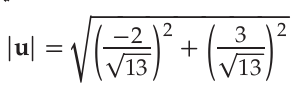 |u| = √((-2/√13)² + (3/√13)²)